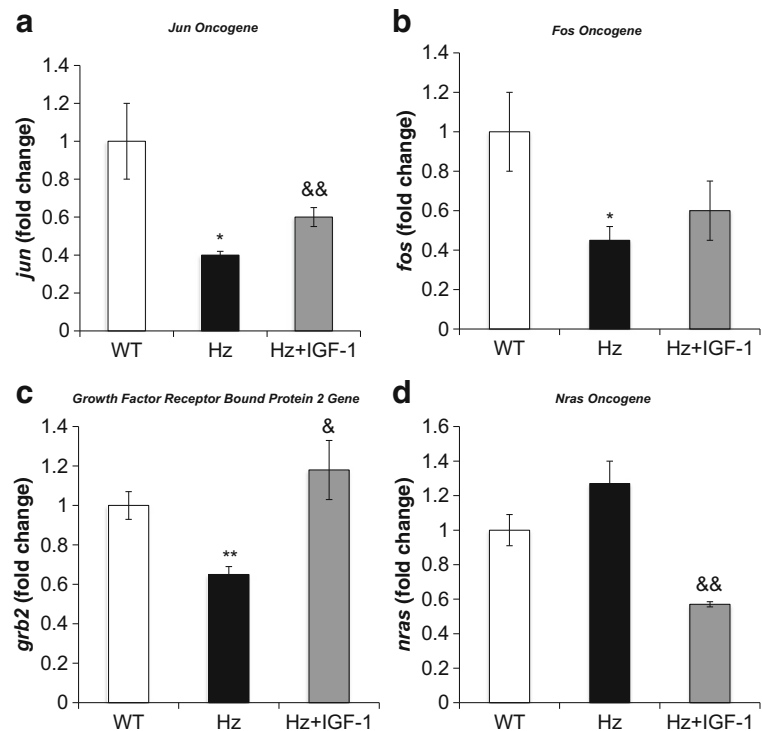 a
Jun Oncogene
jun (fold change)
1.4
1.2
1
0.8
0.6
0.4
0.2
0
*
&&
WT Hz Hz+IGF-1
b
Fos Oncogene
fos (fold change)
1.4
1.2
1
0.8
0.6
0.4
0.2
0
*
WT Hz Hz+IGF-1
c
Growth Factor Receptor Bound Protein 2 Gene
grb2 (fold change)
1.4
1.2
1
0.8
0.6
0.4
0.2
0
**
&
WT Hz Hz+IGF-1
d
Nras Oncogene
nras (fold change)
1.6
1.4
1.2
1
0.8
0.6
0.4
0.2
0
&&
WT Hz Hz+IGF-1